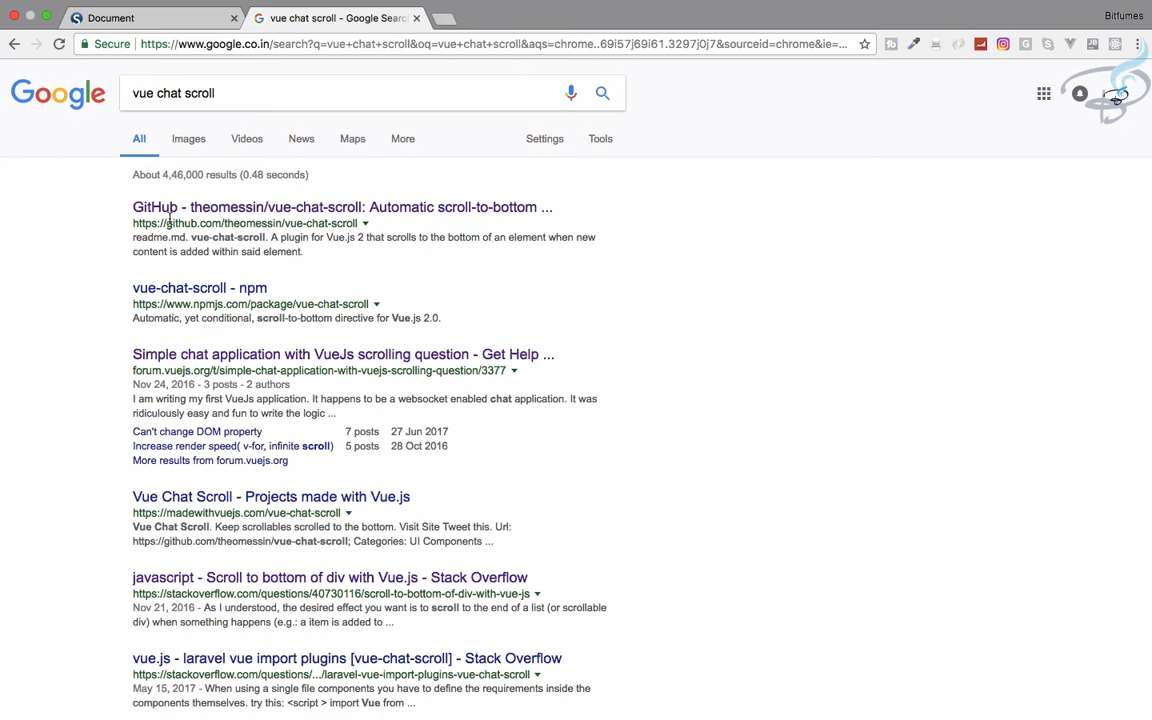 Document
vue chat scroll - Google Searc
Bitfumes
Secure | https://www.google.co.in/search?q=vue+chat+scroll&oq=vue+chat+scroll&aqs=chrome..69i57j69i61.3297j0j7&sourceid=chrome&ie=...
Google
vue chat scroll
All Images Videos News Maps More Settings Tools
About 4,46,000 results (0.48 seconds)
GitHub - theomessin/vue-chat-scroll: Automatic scroll-to-bottom ...
https://github.com/theomessin/vue-chat-scroll
readme.md. vue-chat-scroll. A plugin for Vue.js 2 that scrolls to the bottom of an element when new
content is added within said element.
vue-chat-scroll - npm
https://www.npmjs.com/package/vue-chat-scroll
Automatic, yet conditional, scroll-to-bottom directive for Vue.js 2.0.
Simple chat application with VueJs scrolling question - Get Help ...
forum.vuejs.org/t/simple-chat-application-with-vuejs-scrolling-question/3377
Nov 24, 2016 - 3 posts - 2 authors
I am writing my first VueJs application. It happens to be a websocket enabled chat application. It was
ridiculously easy and fun to write the logic ...
Can't change DOM property 7 posts 27 Jun 2017
Increase render speed( v-for, infinite scroll) 5 posts 28 Oct 2016
More results from forum.vuejs.org
Vue Chat Scroll - Projects made with Vue.js
https://madewithvuejs.com/vue-chat-scroll
Vue Chat Scroll. Keep scrollables scrolled to the bottom. Visit Site Tweet this. Url:
https://github.com/theomessin/vue-chat-scroll; Categories: UI Components ...
javascript - Scroll to bottom of div with Vue.js - Stack Overflow
https://stackoverflow.com/questions/40730116/scroll-to-bottom-of-div-with-vue-js
Nov 21, 2016 - As I understood, the desired effect you want is to scroll to the end of a list (or scrollable
div) when something happens (e.g.: a item is added to ...
vue.js - laravel vue import plugins [vue-chat-scroll] - Stack Overflow
https://stackoverflow.com/questions/.../laravel-vue-import-plugins-vue-chat-scroll
May 15, 2017 - When using a single file components you have to define the requirements inside the
components themselves. try this: <script > import Vue from ...